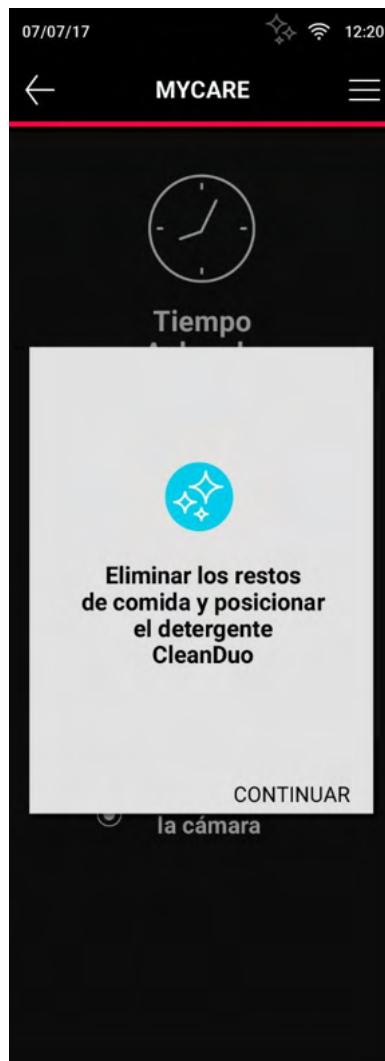 07/07/17
12:20
MYCARE
Tiempo
Eliminar los restos
de comida y posicionar
el detergente
CleanDuo
CONTINUAR
la cámara